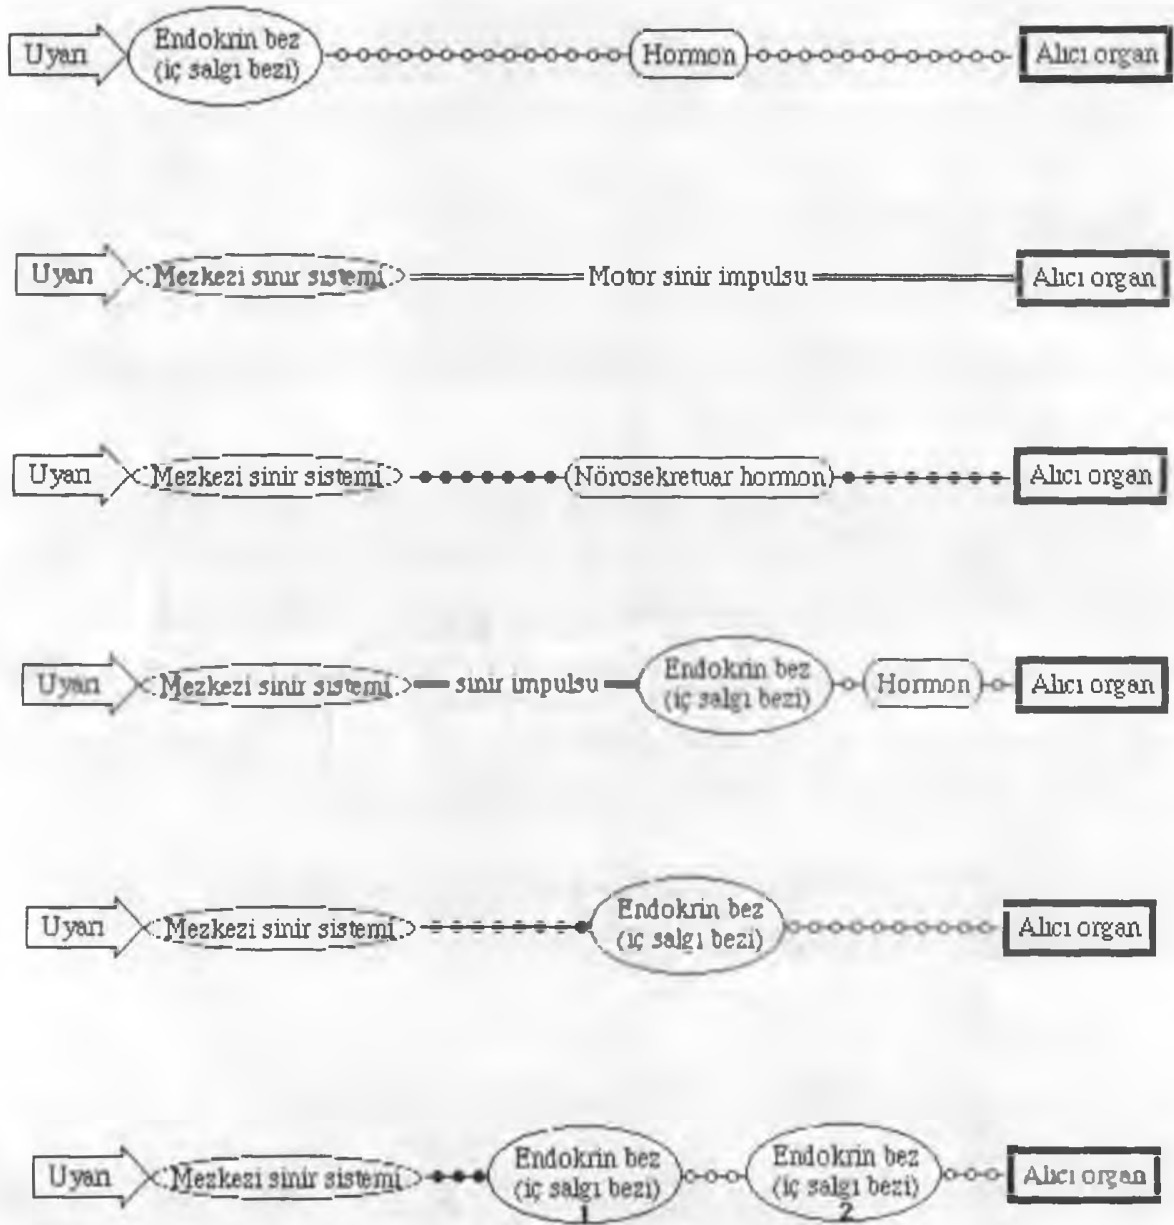 Uyarı Endokrin bez (iç salgı bezi) Hormon Alıcı organ
Uyarı Mezkezi sinir sistemi Motor sinir impulsu Alıcı organ
Uyarı Mezkezi sinir sistemi Nörosekretuar hormon Alıcı organ
Uyarı Mezkezi sinir sistemi sinir impulsu Endokrin bez (iç salgı bezi) Hormon Alıcı organ
Uyarı Mezkezi sinir sistemi Endokrin bez (iç salgı bezi) Alıcı organ
Uyarı Mezkezi sinir sistemi Endokrin bez (iç salgı bezi) 1 Endokrin bez (iç salgı bezi) 2 Alıcı organ